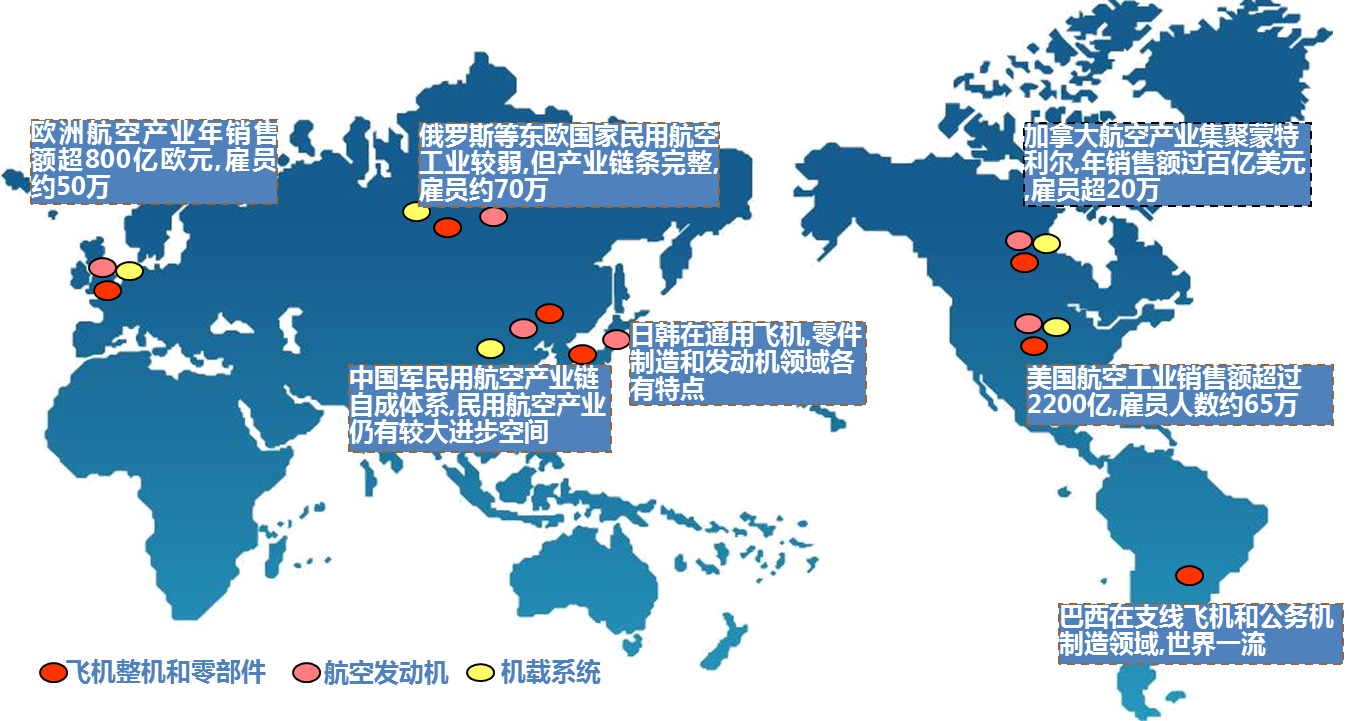 欧洲航空产业年销售
额超800亿欧元,雇员
约50万
俄罗斯等东欧国家民用航空
工业较弱,但产业链条完整,
雇员约70万
加拿大航空产业集聚蒙特
利尔,年销售额过百亿美元
,雇员超20万
日韩在通用飞机,零件
制造和发动机领域各
有特点
中国军民用航空产业链
自成体系,民用航空产业
仍有较大进步空间
美国航空工业销售额超过
2200亿,雇员人数约65万
巴西在支线飞机和公务机
制造领域,世界一流
飞机整机和零部件
航空发动机
机载系统